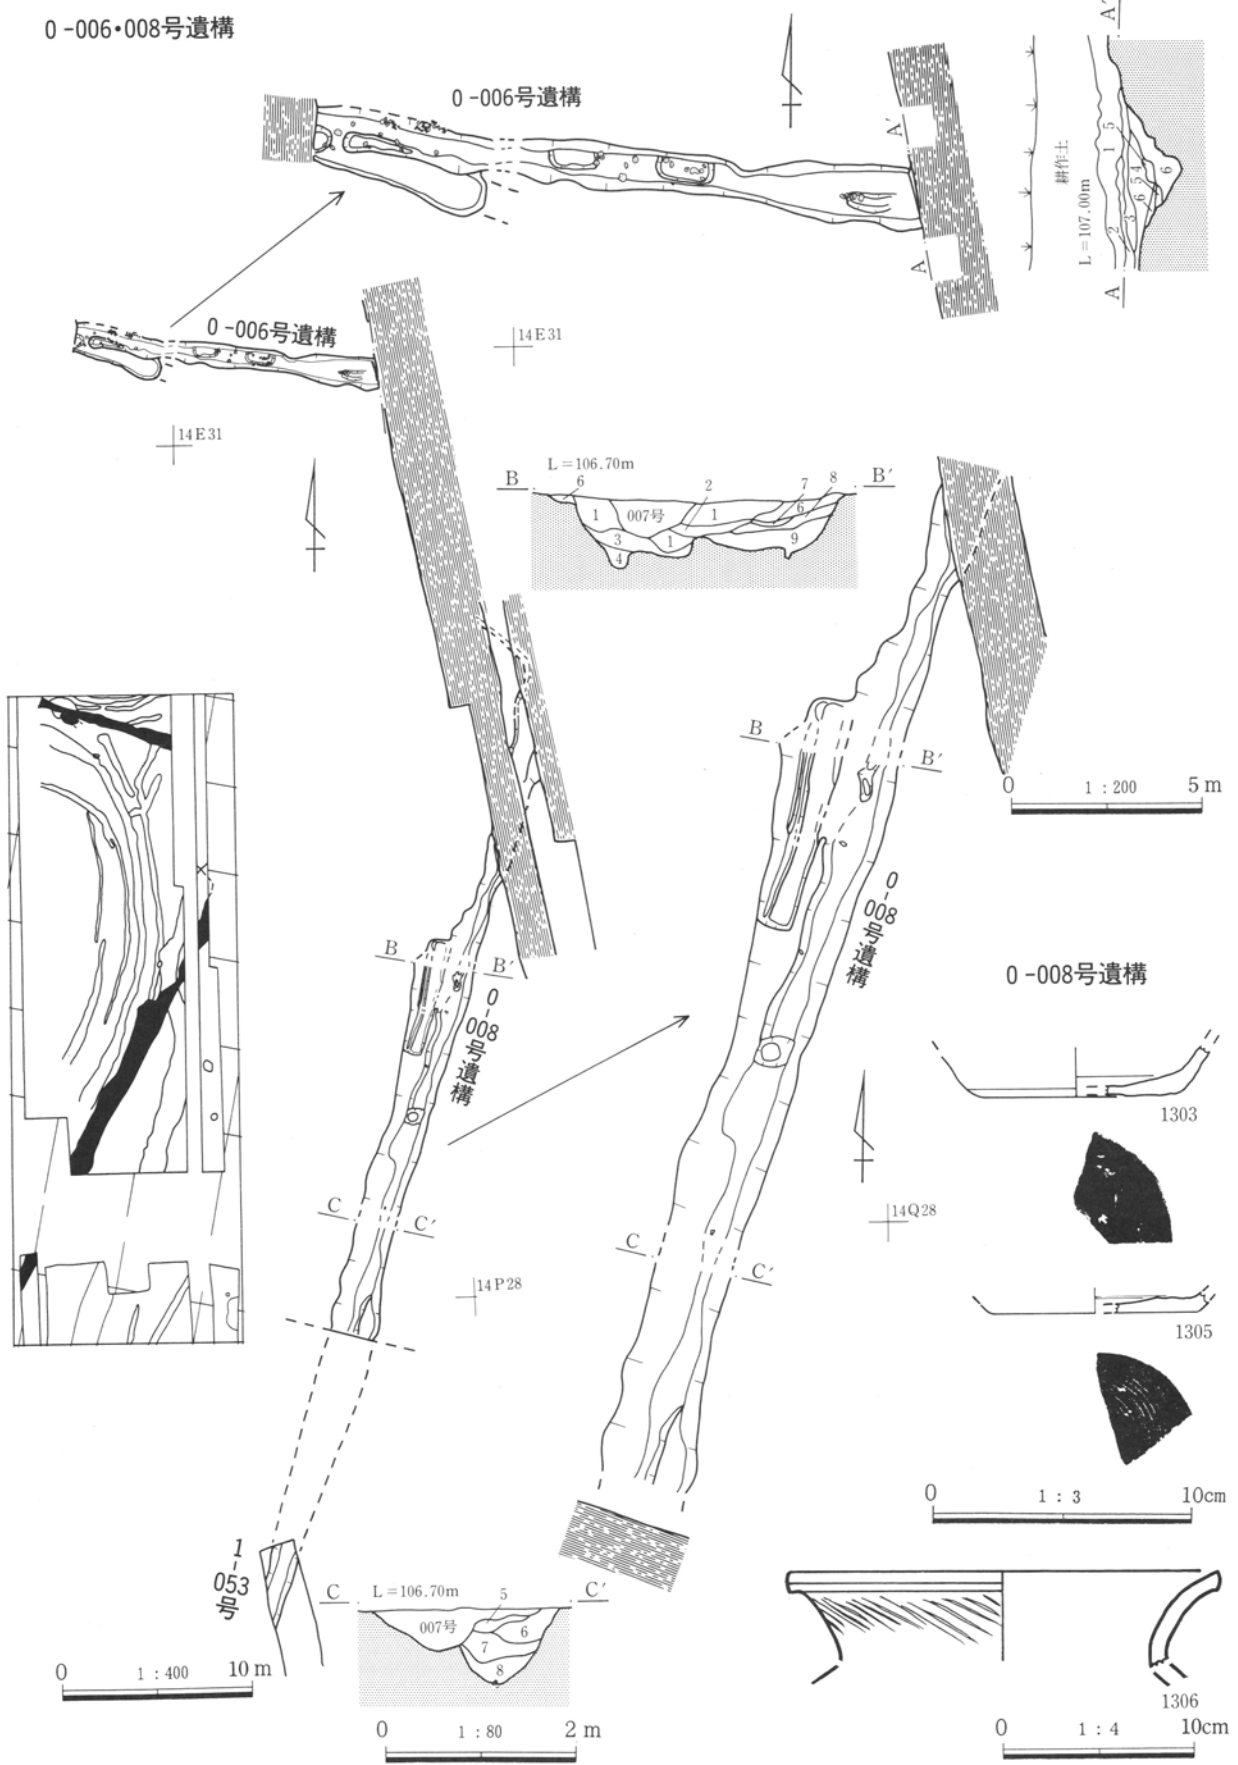 0-006・008号遺構
0-006号遺構
A
A′
A′
耕作土
L=107.00m
1
5
2
3
6
5
4
6
A
0-006号遺構
14E31
14E31
B
L=106.70m
B′
6
2
7
8
1
007号
1
6
3
1
9
4
B
B′
0 1:200 5m
0-008号遺構
B
B′
0-008号遺構
0-008号遺構
1303
C
C′
14Q28
C
C′
14P28
1305
0 1:3 10cm
1-053号
C
L=106.70m
C′
5
007号
6
7
8
1306
0 1:400 10m
0 1:80 2m
0 1:4 10cm